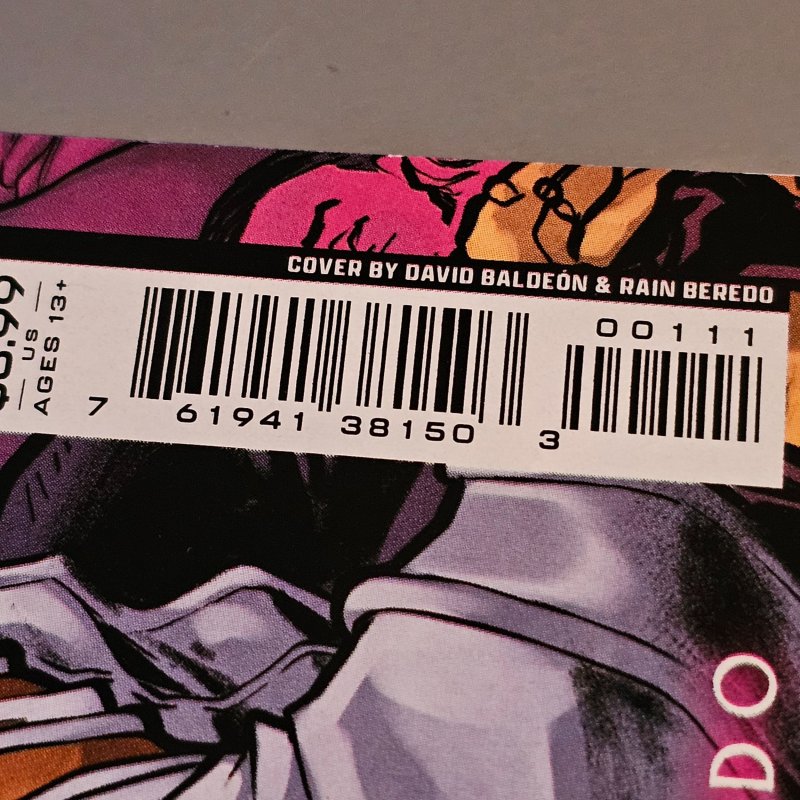 COVER BY DAVID BALDEÓN & RAIN BEREDO
US
AGES 13+
00111
7 61941 38150 3
DO